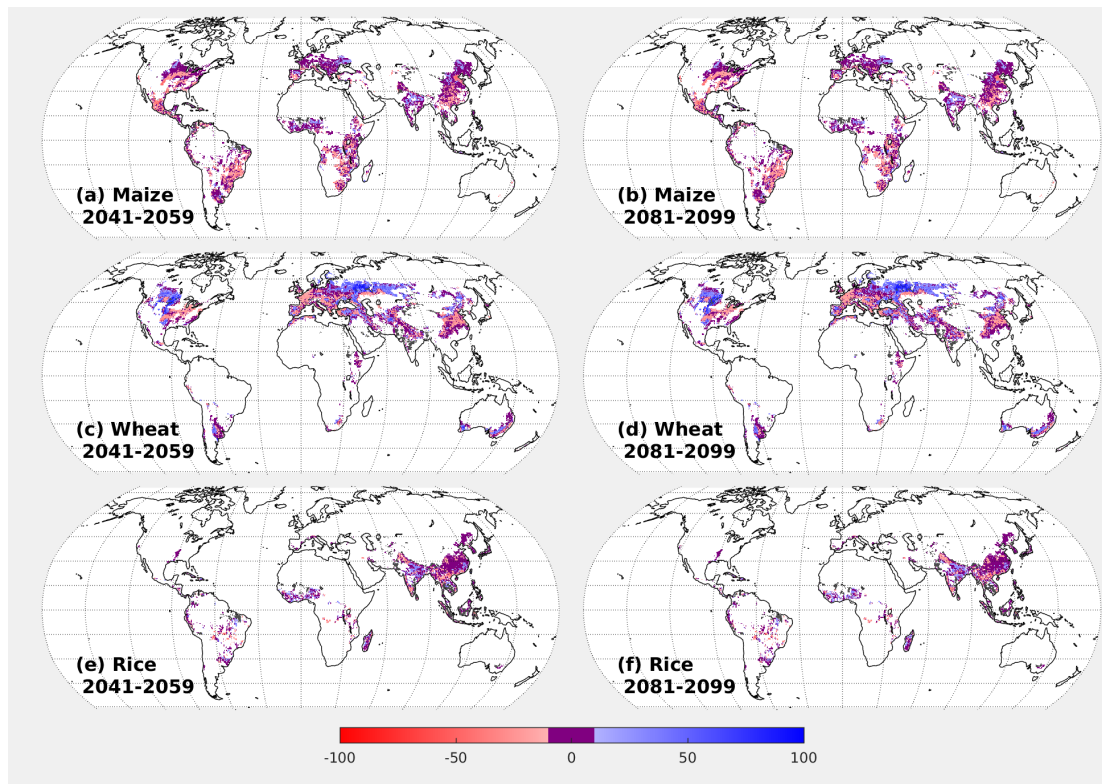 (a) Maize
2041-2059
(b) Maize
2081-2099
(c) Wheat
2041-2059
(d) Wheat
2081-2099
(e) Rice
2041-2059
(f) Rice
2081-2099
-100 -50 0 50 100